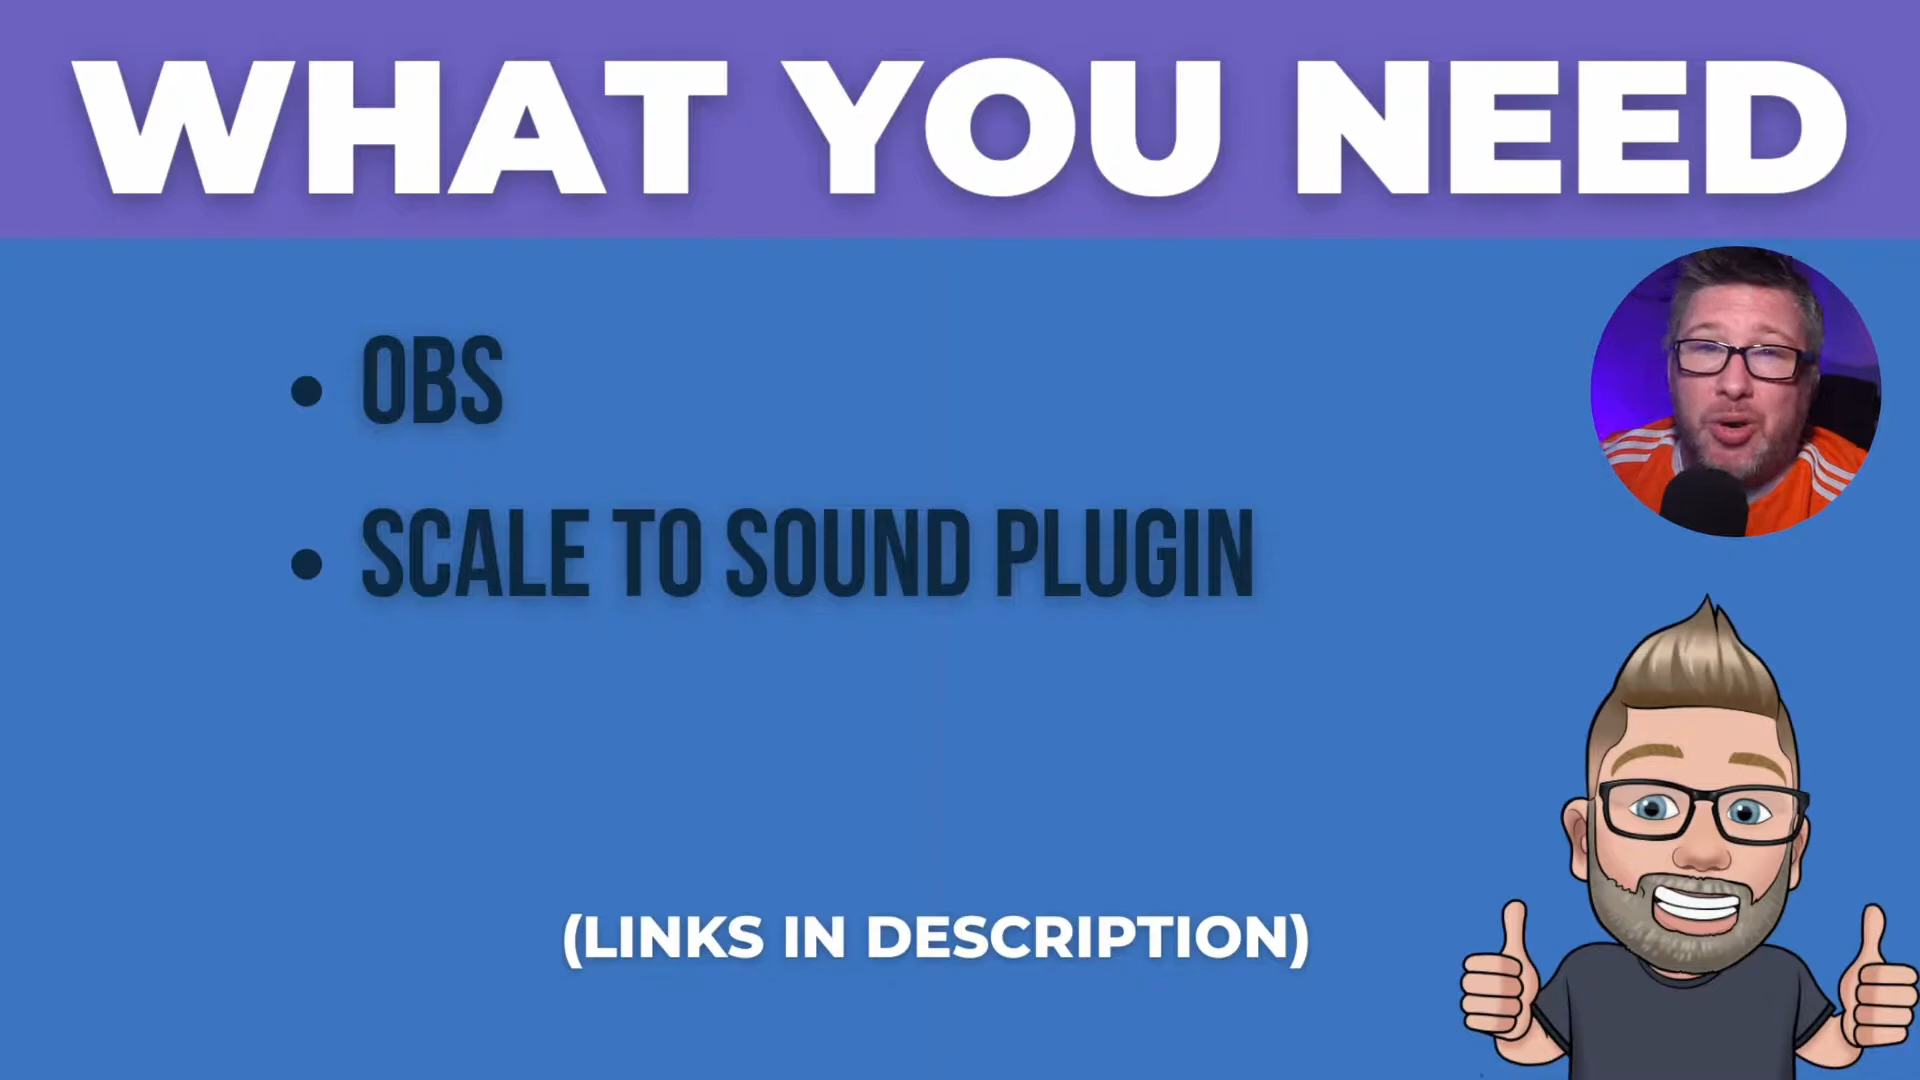 WHAT YOU NEED
• OBS
• SCALE TO SOUND PLUGIN
(LINKS IN DESCRIPTION)